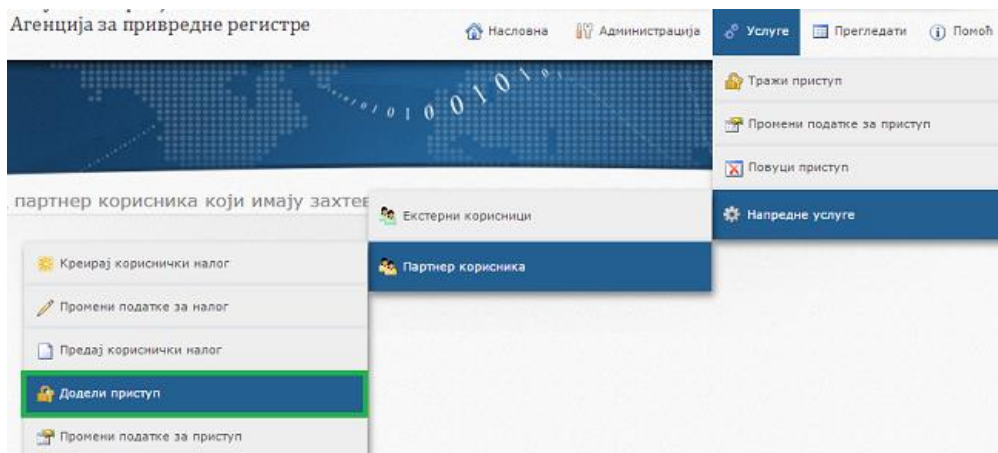 Агенција за привредне регистре
Насловна
Администрација
Услуге
Прегледати
Помоћ
Тражи приступ
Промени податке за приступ
Повуци приступ
Напредне услуге
партнер корисника који имају захтев
Екстерни корисници
Партнер корисника
Креирај кориснички налог
Промени податке за налог
Предај кориснички налог
Додели приступ
Промени податке за приступ